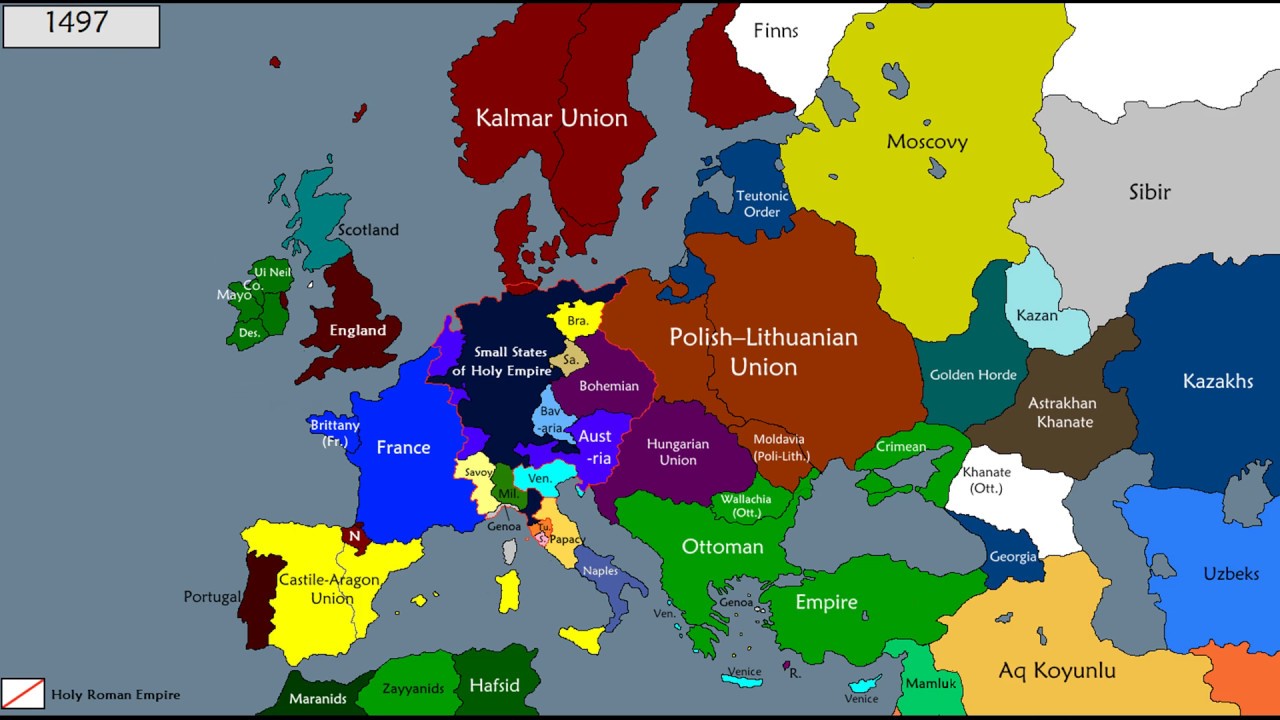 1497
Finns
Kalmar Union
Moscovy
Sibir
Teutonic
Order
Scotland
Ui Neil
Co.
Mayo
Des.
England
Kazan
Bra.
Small States
of Holy Empire
Sa.
Polish–Lithuanian
Union
Bohemian
Golden Horde
Kazakhs
Astrakhan
Khanate
Brittany
(Fr.)
France
Bav
-aria
Aust
-ria
Hungarian
Union
Moldavia
(Poli-Lith.)
Crimean
Khanate
(Ott.)
Savoy
Mil.
Ven.
Wallachia
(Ott.)
Genoa
Tu.
S.
Papacy
N
Ottoman
Georgia
Naples
Castile-Aragon
Union
Portugal
Uzbeks
Genoa
Empire
Ven.
Venice
R.
Aq Koyunlu
Mamluk
Venice
Holy Roman Empire
Maranids
Zayyanids
Hafsid